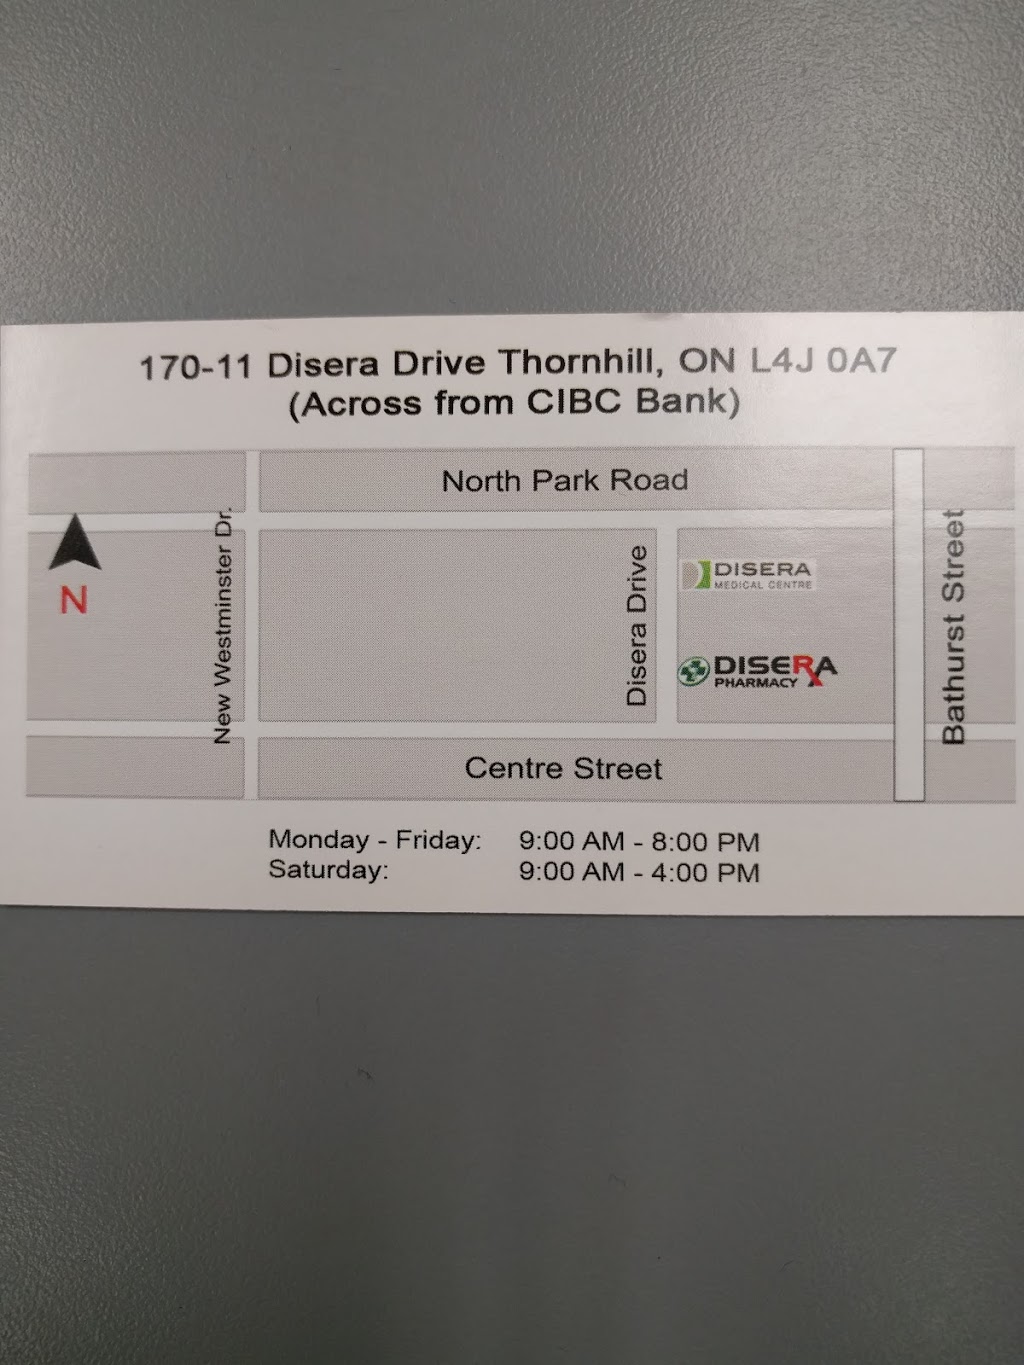 170-11 Disera Drive Thornhill, ON L4J 0A7
(Across from CIBC Bank)
North Park Road
N
New Westminster Dr.
Disera Drive
DISERA
MEDICAL CENTRE
DISERA
PHARMACY
Bathurst Street
Centre Street
Monday - Friday: 9:00 AM - 8:00 PM
Saturday: 9:00 AM - 4:00 PM